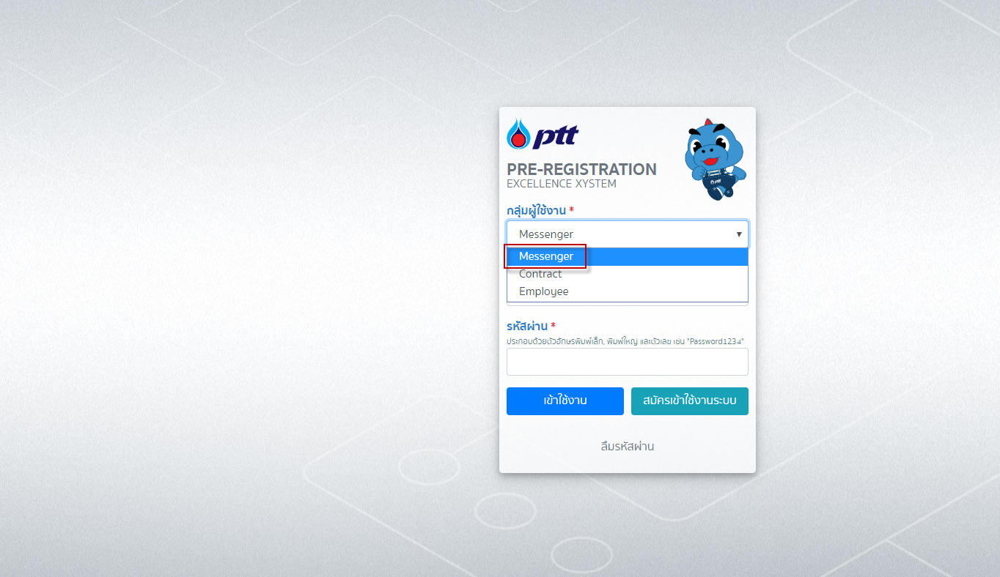 ptt
PRE-REGISTRATION
EXCELLENCE XYSTEM
กลุ่มผู้ใช้งาน *
Messenger
Messenger
Contract
Employee
รหัสผ่าน *
ประกอบด้วยตัวอักษรพิมพ์เล็ก, พิมพ์ใหญ่ และตัวเลข เช่น "Password1234"
เข้าใช้งาน สมัครเข้าใช้งานระบบ
ลืมรหัสผ่าน